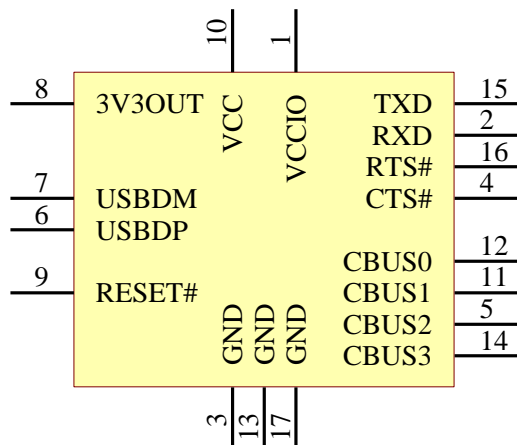 10
1
8
3V3OUT
VCC
VCCIO
TXD
15
RXD
2
RTS#
16
7
USBDM
CTS#
4
6
USBDP
CBUS0
12
9
RESET#
CBUS1
11
GND
GND
GND
CBUS2
5
CBUS3
14
3
13
17